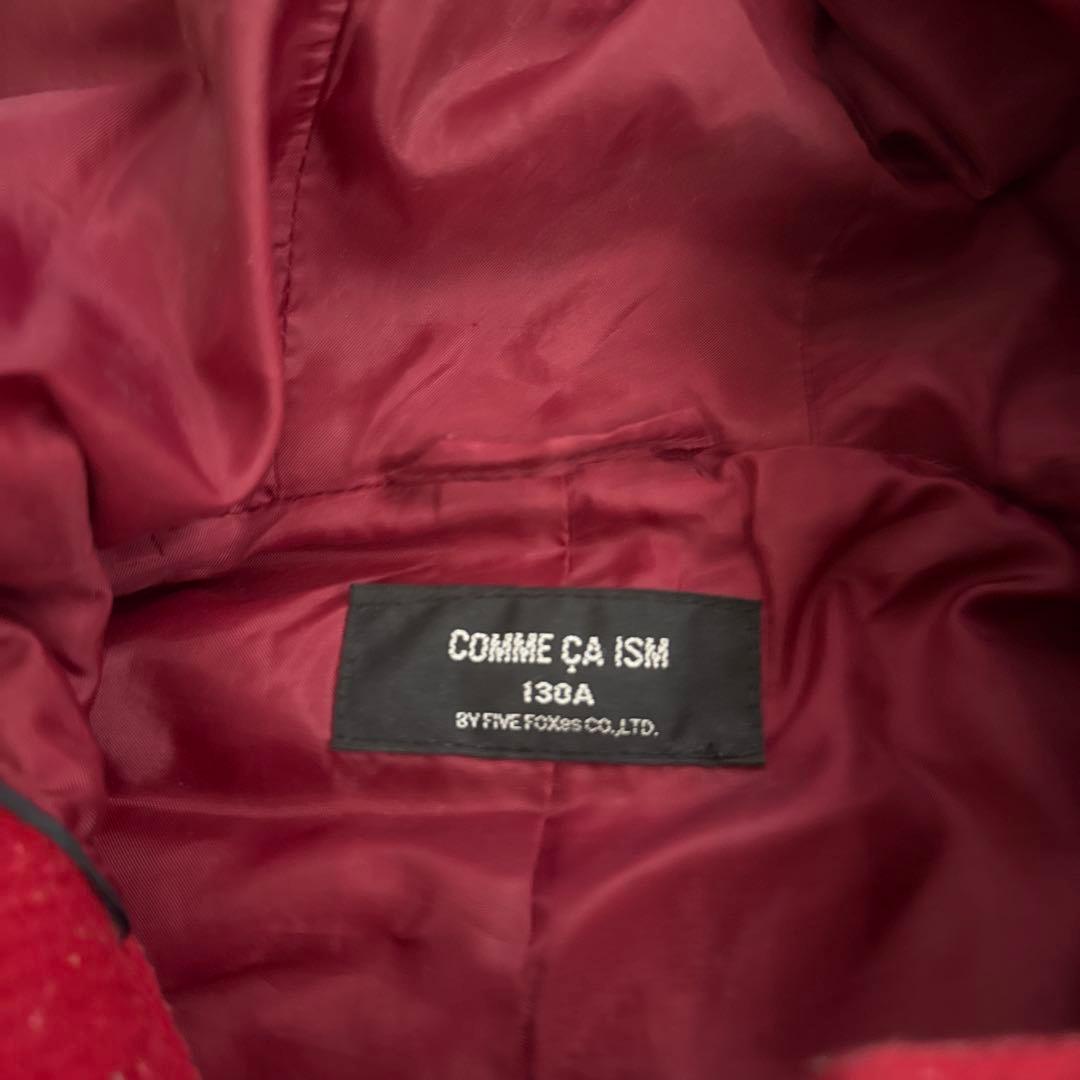 COMME ÇA ISM
130A
BY FIVE FOXes CO.,LTD.